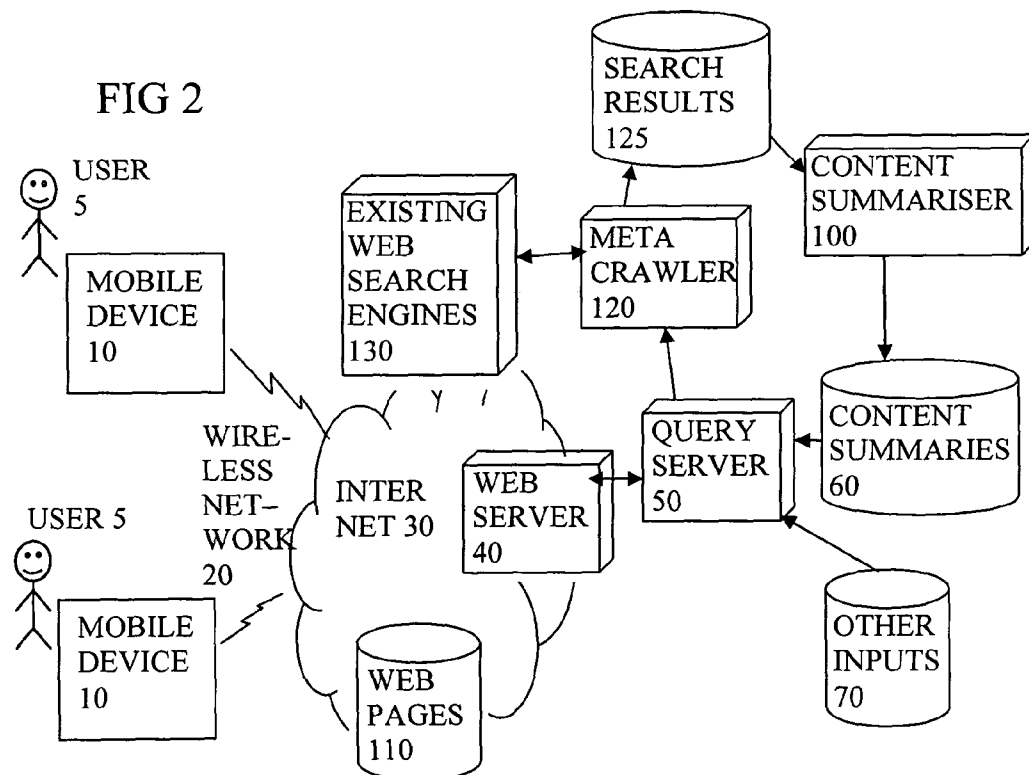 FIG 2
USER
5
MOBILE
DEVICE
10
USER 5
MOBILE
DEVICE
10
WIRE-
LESS
NET-
WORK
20
EXISTING
WEB
SEARCH
ENGINES
130
INTER
NET 30
WEB
PAGES
110
WEB
SERVER
40
SEARCH
RESULTS
125
META
CRAWLER
120
QUERY
SERVER
50
CONTENT
SUMMARISER
100
CONTENT
SUMMARIES
60
OTHER
INPUTS
70